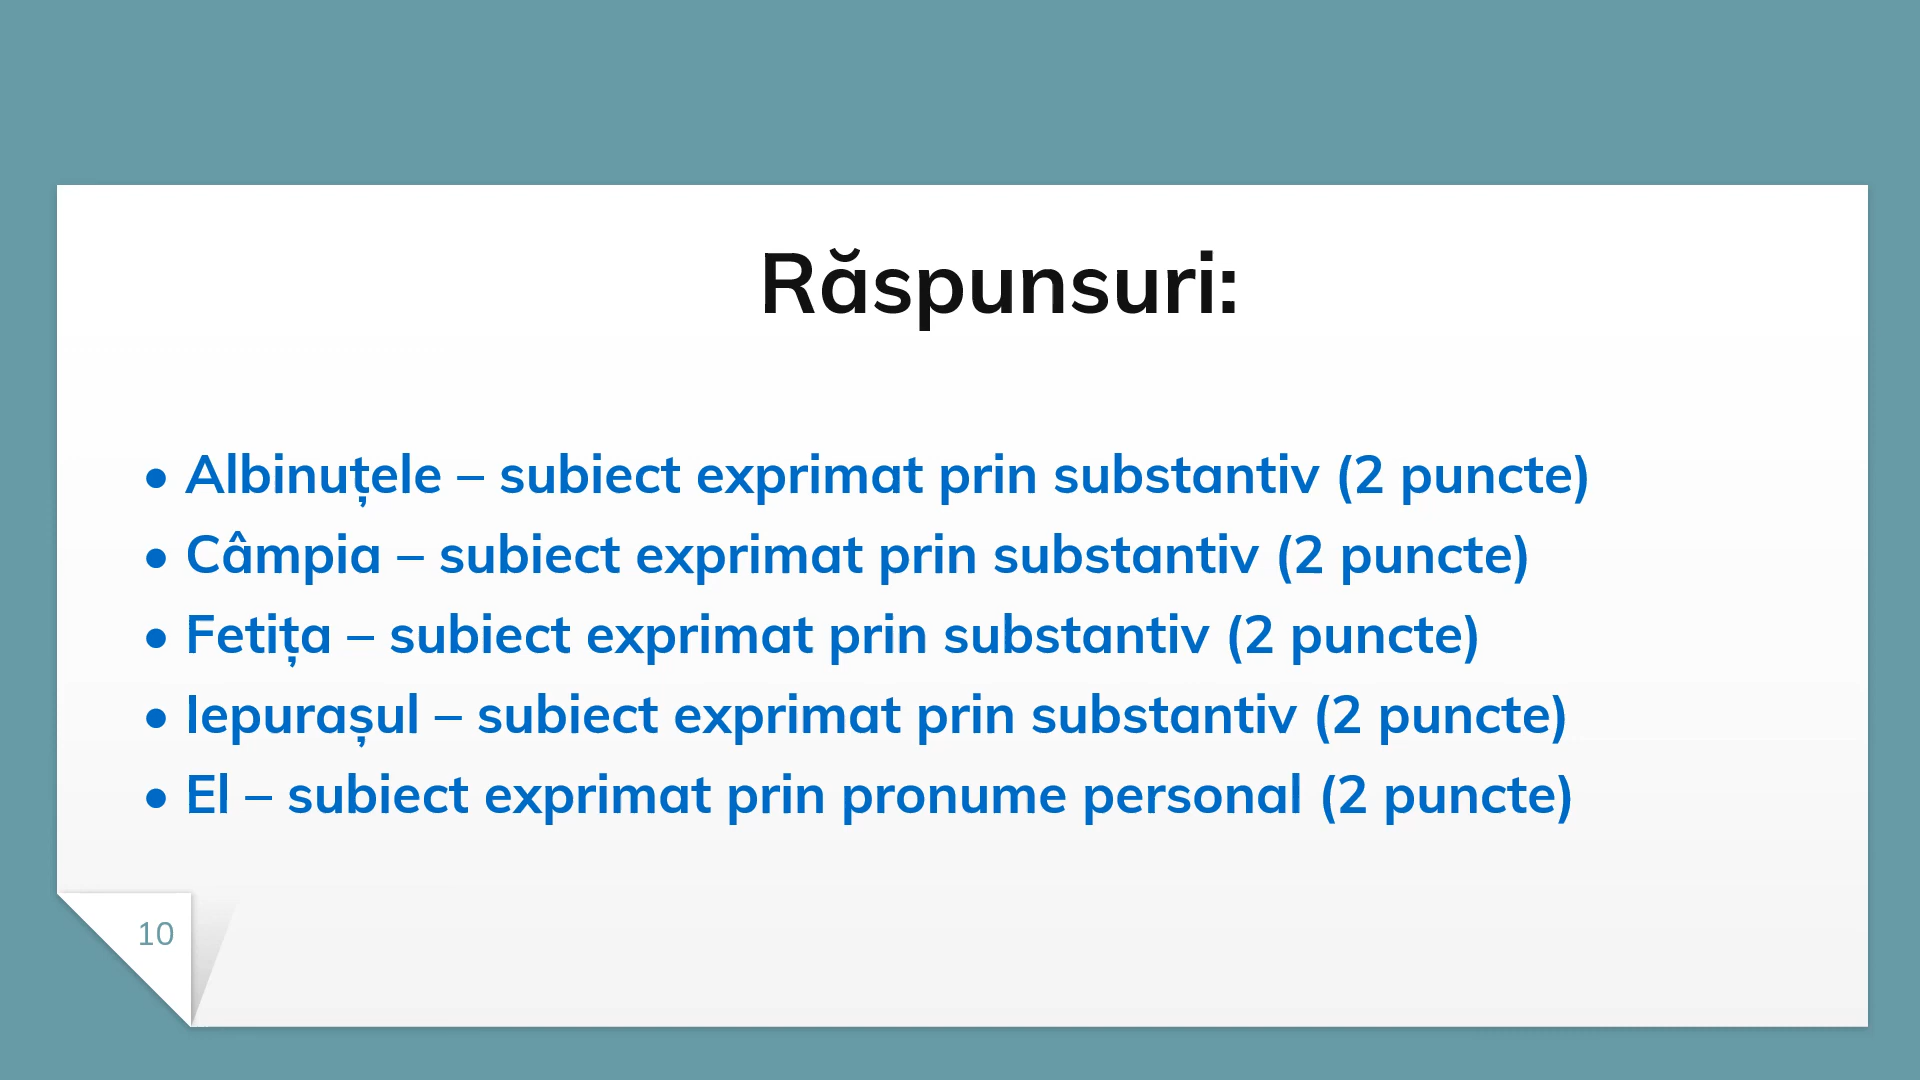 Răspunsuri:
• Albinuțele – subiect exprimat prin substantiv (2 puncte)
• Câmpia – subiect exprimat prin substantiv (2 puncte)
• Fetița – subiect exprimat prin substantiv (2 puncte)
• Iepurașul – subiect exprimat prin substantiv (2 puncte)
• El – subiect exprimat prin pronume personal (2 puncte)
10